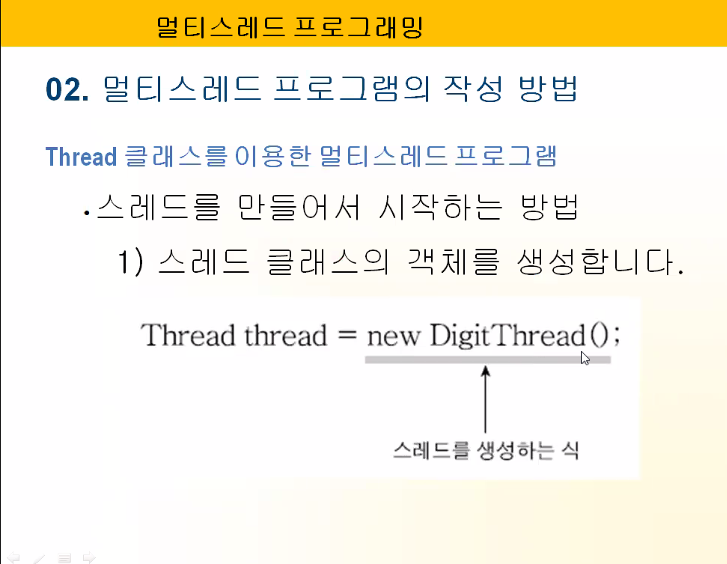 멀티스레드 프로그래밍
02. 멀티스레드 프로그램의 작성 방법
Thread 클래스를 이용한 멀티스레드 프로그램
• 스레드를 만들어서 시작하는 방법
1) 스레드 클래스의 객체를 생성합니다.
Thread thread = new DigitThread();
스레드를 생성하는 식